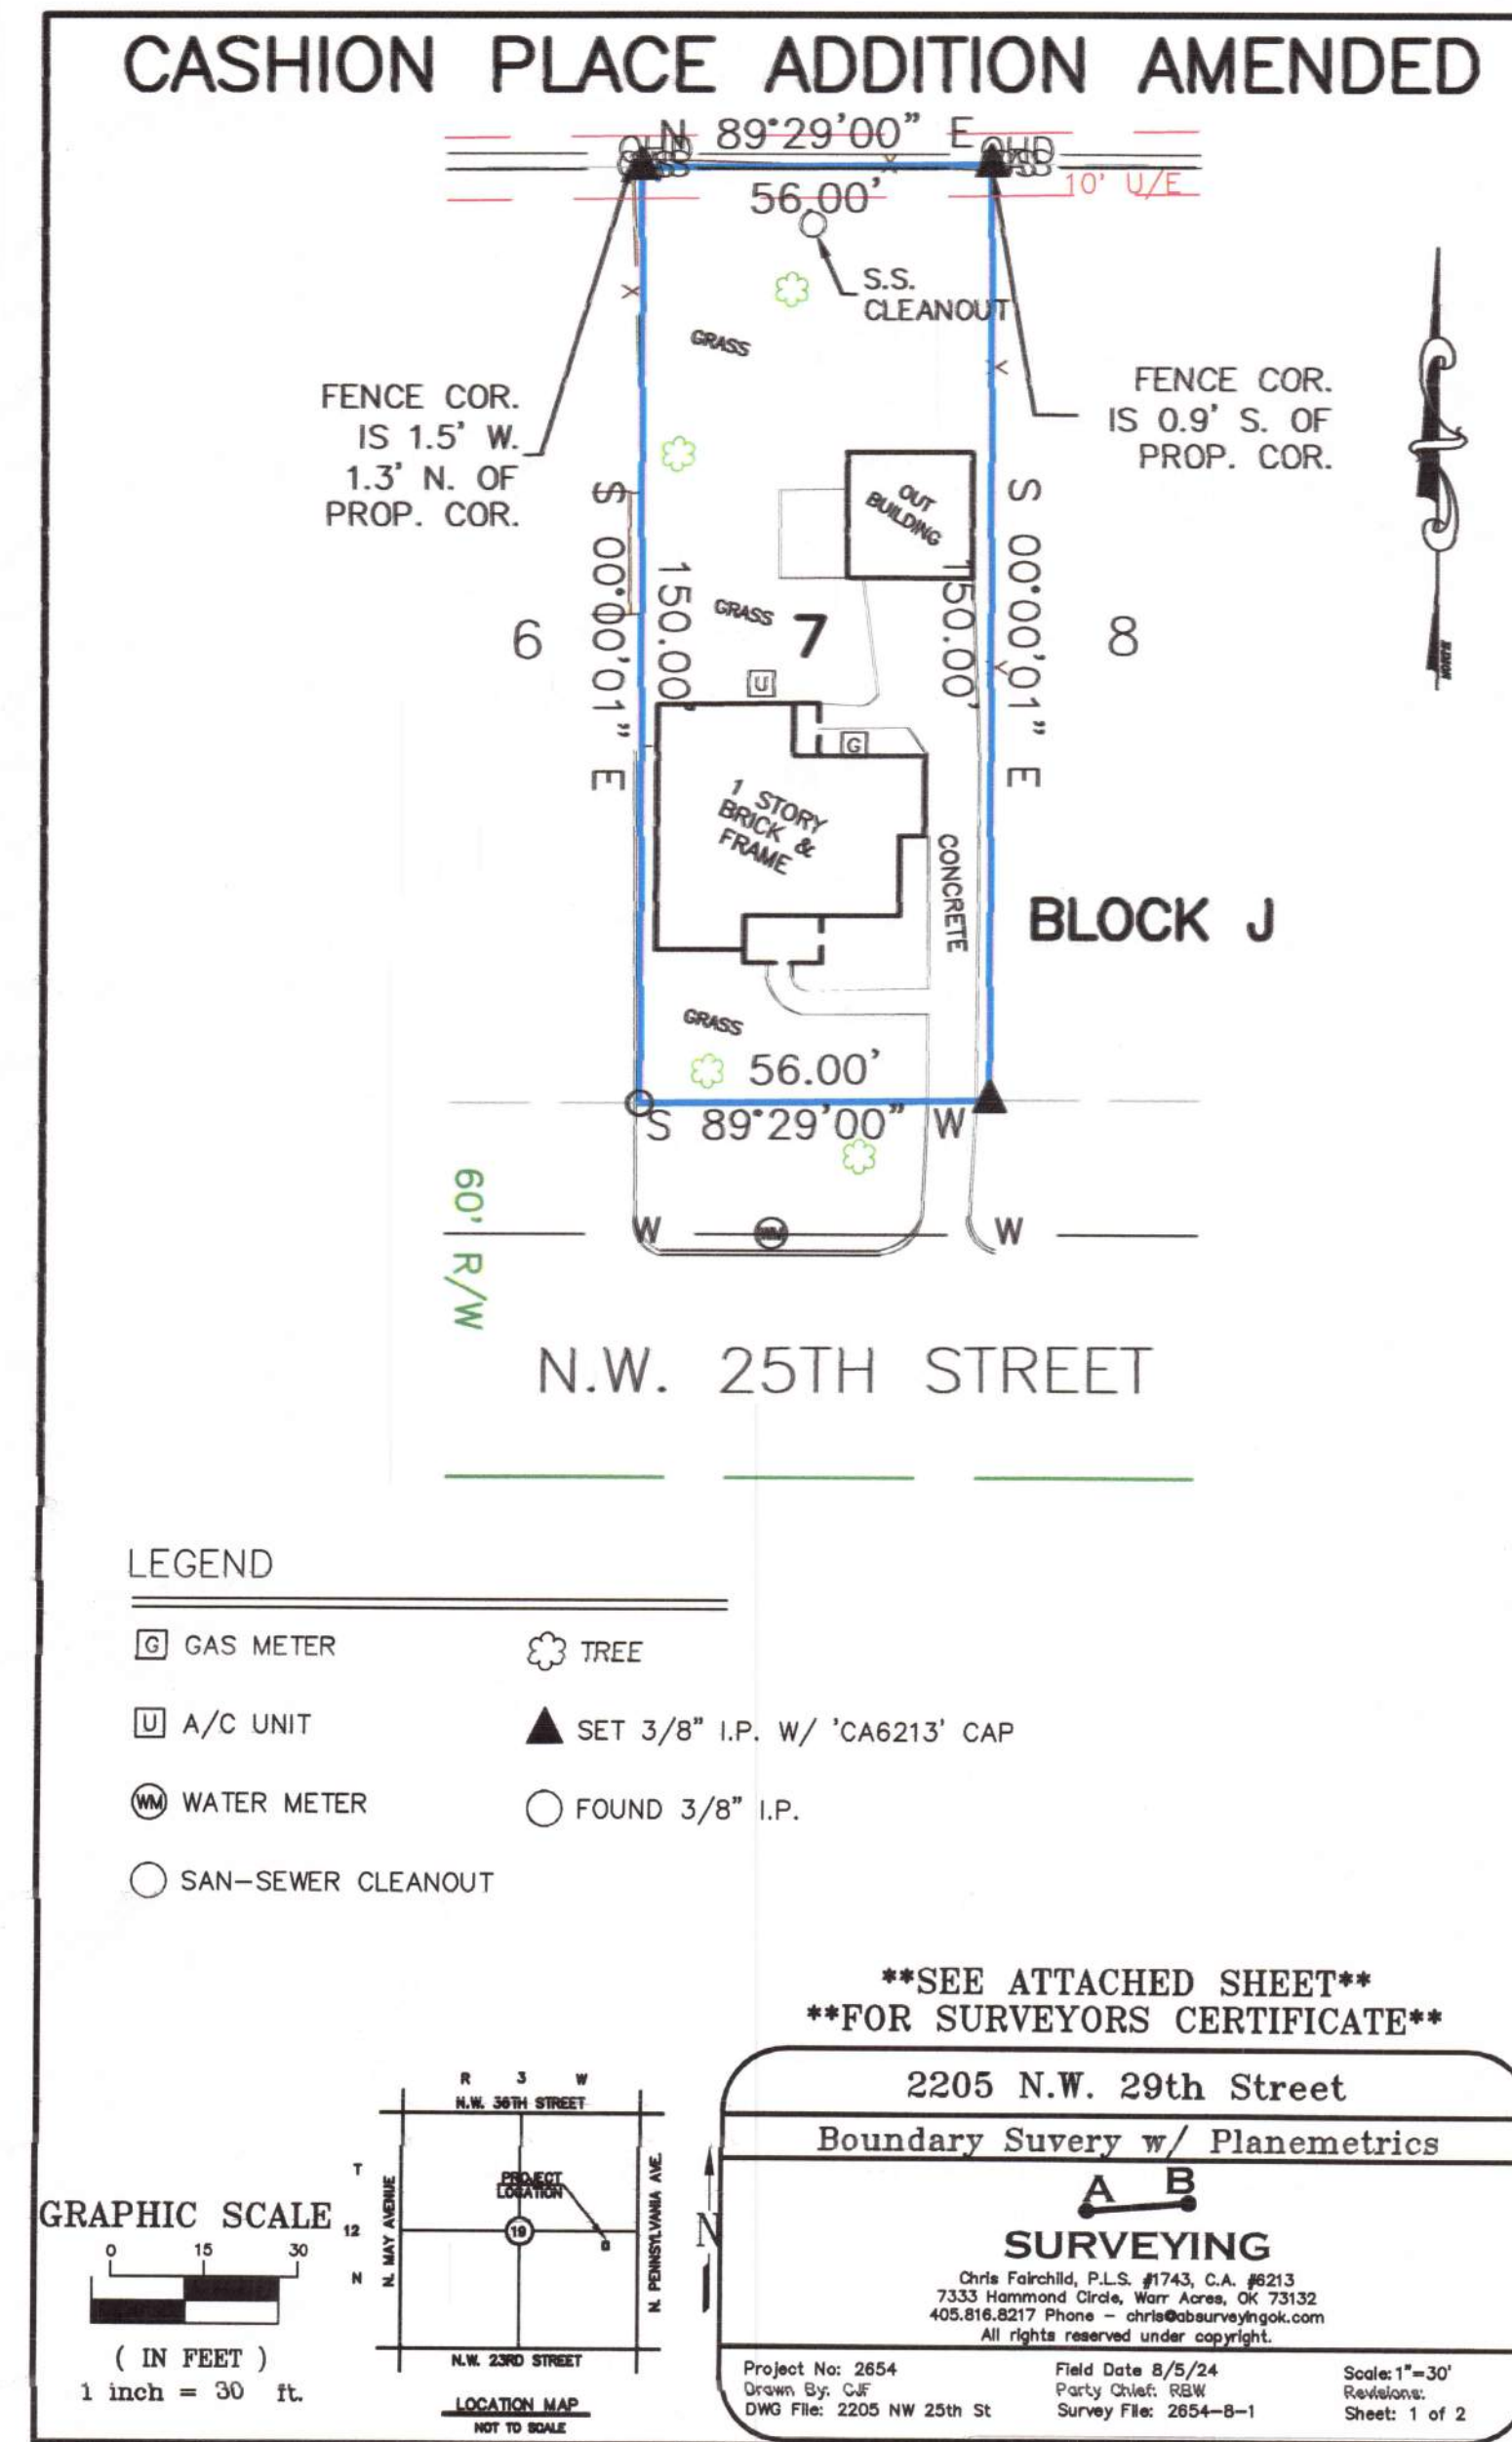 CASHION PLACE ADDITION AMENDED
N 89°29'00" E
OHD
OHD
SS
56.00'
10' U/E
S.S.
CLEANOUT
GRASS
FENCE COR.
IS 1.5' W.
1.3' N. OF
PROP. COR.
FENCE COR.
IS 0.9' S. OF
PROP. COR.
OUT
BUILDING
S 00°00'01" E
150.00'
150.00'
S 00°00'01" E
6
GRASS
7
8
U
G
1 STORY
BRICK &
FRAME
CONCRETE
BLOCK J
GRASS
56.00'
S 89°29'00" W
60' R/W
W
WM
W
N.W. 25TH STREET
LEGEND
G GAS METER
TREE
U A/C UNIT
SET 3/8" I.P. W/ 'CA6213' CAP
WM WATER METER
FOUND 3/8" I.P.
SAN-SEWER CLEANOUT
**SEE ATTACHED SHEET**
**FOR SURVEYORS CERTIFICATE**
GRAPHIC SCALE
0 15 30
( IN FEET )
1 inch = 30 ft.
R 3 W
N.W. 36TH STREET
T
12
N
N. MAY AVENUE
PROJECT
LOCATION
19
N. PENNSYLVANIA AVE.
N.W. 23RD STREET
LOCATION MAP
NOT TO SCALE
N
2205 N.W. 29th Street
Boundary Suvery w/ Planemetrics
A B
SURVEYING
Chris Fairchild, P.L.S. #1743, C.A. #6213
7333 Hammond Circle, Warr Acres, OK 73132
405.816.8217 Phone - chris@absurveyingok.com
All rights reserved under copyright.
Project No: 2654
Drawn By: CJF
DWG File: 2205 NW 25th St
Field Date 8/5/24
Party Chief: RBW
Survey File: 2654-8-1
Scale: 1"=30'
Revisions:
Sheet: 1 of 2